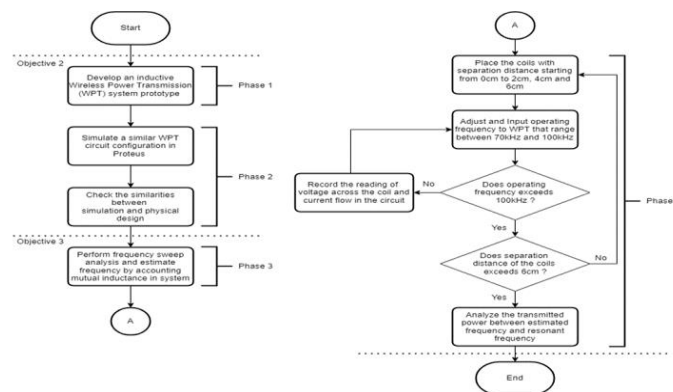 Start
Objective 2
Develop an inductive
Wireless Power Transmission
(WPT) system prototype
Phase 1
Simulate a similar WPT
circuit configuration in
Proteus
Check the similarities
between
simulation and physical
design
Phase 2
Objective 3
Perform frequency sweep
analysis and estimate
frequency by accounting
mutual inductance in system
Phase 3
A
A
Place the coils with
separation distance starting
from 0cm to 2cm, 4cm and
6cm
Adjust and Input operating
frequency to WPT that range
between 70kHz and 100kHz
Record the reading of
voltage across the coil and
current flow in the circuit
No
Does operating
frequency exceeds
100kHz ?
Yes
Does separation
distance of the coils
exceeds 6cm ?
No
Yes
Analyze the transmitted
power between estimated
frequency and resonant
frequency
Phase
End